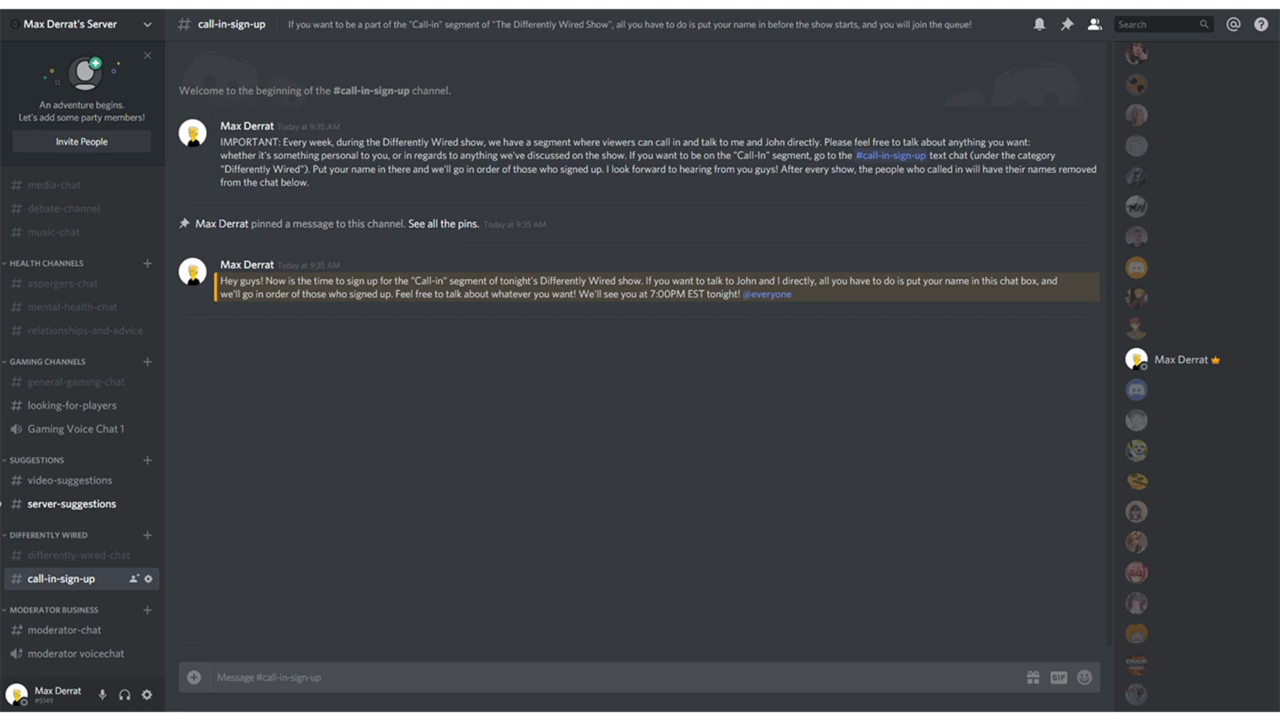 Max Derrat's Server
An adventure begins.
Let's add some party members!
Invite People
# media-chat
# debate-channel
# music-chat
HEALTH CHANNELS
# aspergers-chat
# mental-health-chat
# relationships-and-advice
GAMING CHANNELS
# general-gaming-chat
# looking-for-players
Gaming Voice Chat 1
SUGGESTIONS
# video-suggestions
# server-suggestions
DIFFERENTLY WIRED
# differently-wired-chat
# call-in-sign-up
MODERATOR BUSINESS
# moderator-chat
moderator voicechat
Max Derrat
#5149
# call-in-sign-up
If you want to be a part of the "Call-in" segment of "The Differently Wired Show", all you have to do is put your name in before the show starts, and you will join the queue!
Search
Welcome to the beginning of the #call-in-sign-up channel.
Max Derrat Today at 9:35 AM
IMPORTANT: Every week, during the Differently Wired show, we have a segment where viewers can call in and talk to me and John directly. Please feel free to talk about anything you want:
whether it's something personal to you, or in regards to anything we've discussed on the show. If you want to be on the "Call-In" segment, go to the #call-in-sign-up text chat (under the category
"Differently Wired"). Put your name in there and we'll go in order of those who signed up. I look forward to hearing from you guys! After every show, the people who called in will have their names removed
from the chat below.
Max Derrat pinned a message to this channel. See all the pins. Today at 9:35 AM
Max Derrat Today at 9:35 AM
Hey guys! Now is the time to sign up for the "Call-in" segment of tonight's Differently Wired show. If you want to talk to John and I directly, all you have to do is put your name in this chat box, and
we'll go in order of those who signed up. Feel free to talk about whatever you want! We'll see you at 7:00PM EST tonight! @everyone
Message #call-in-sign-up
GIF
Max Derrat